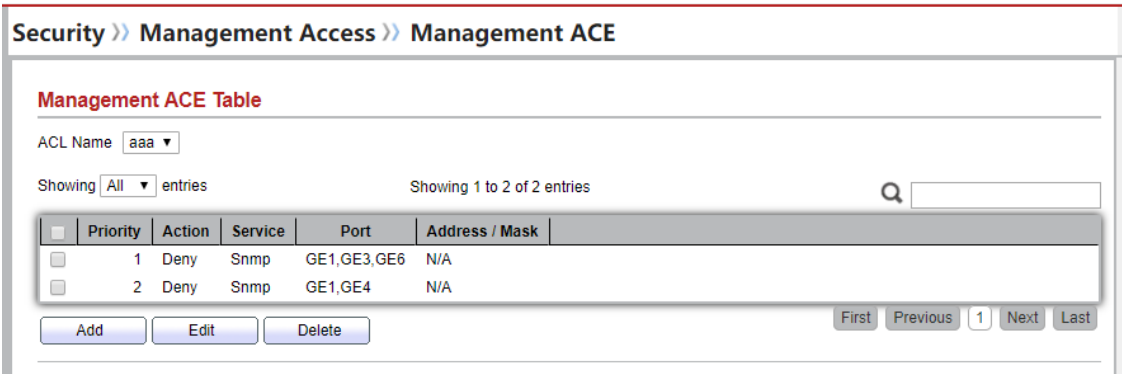 Security » Management Access » Management ACE
Management ACE Table
ACL Name aaa
Showing All entries Showing 1 to 2 of 2 entries
Priority Action Service Port Address / Mask
1 Deny Snmp GE1,GE3,GE6 N/A
2 Deny Snmp GE1,GE4 N/A
Add Edit Delete First Previous 1 Next Last